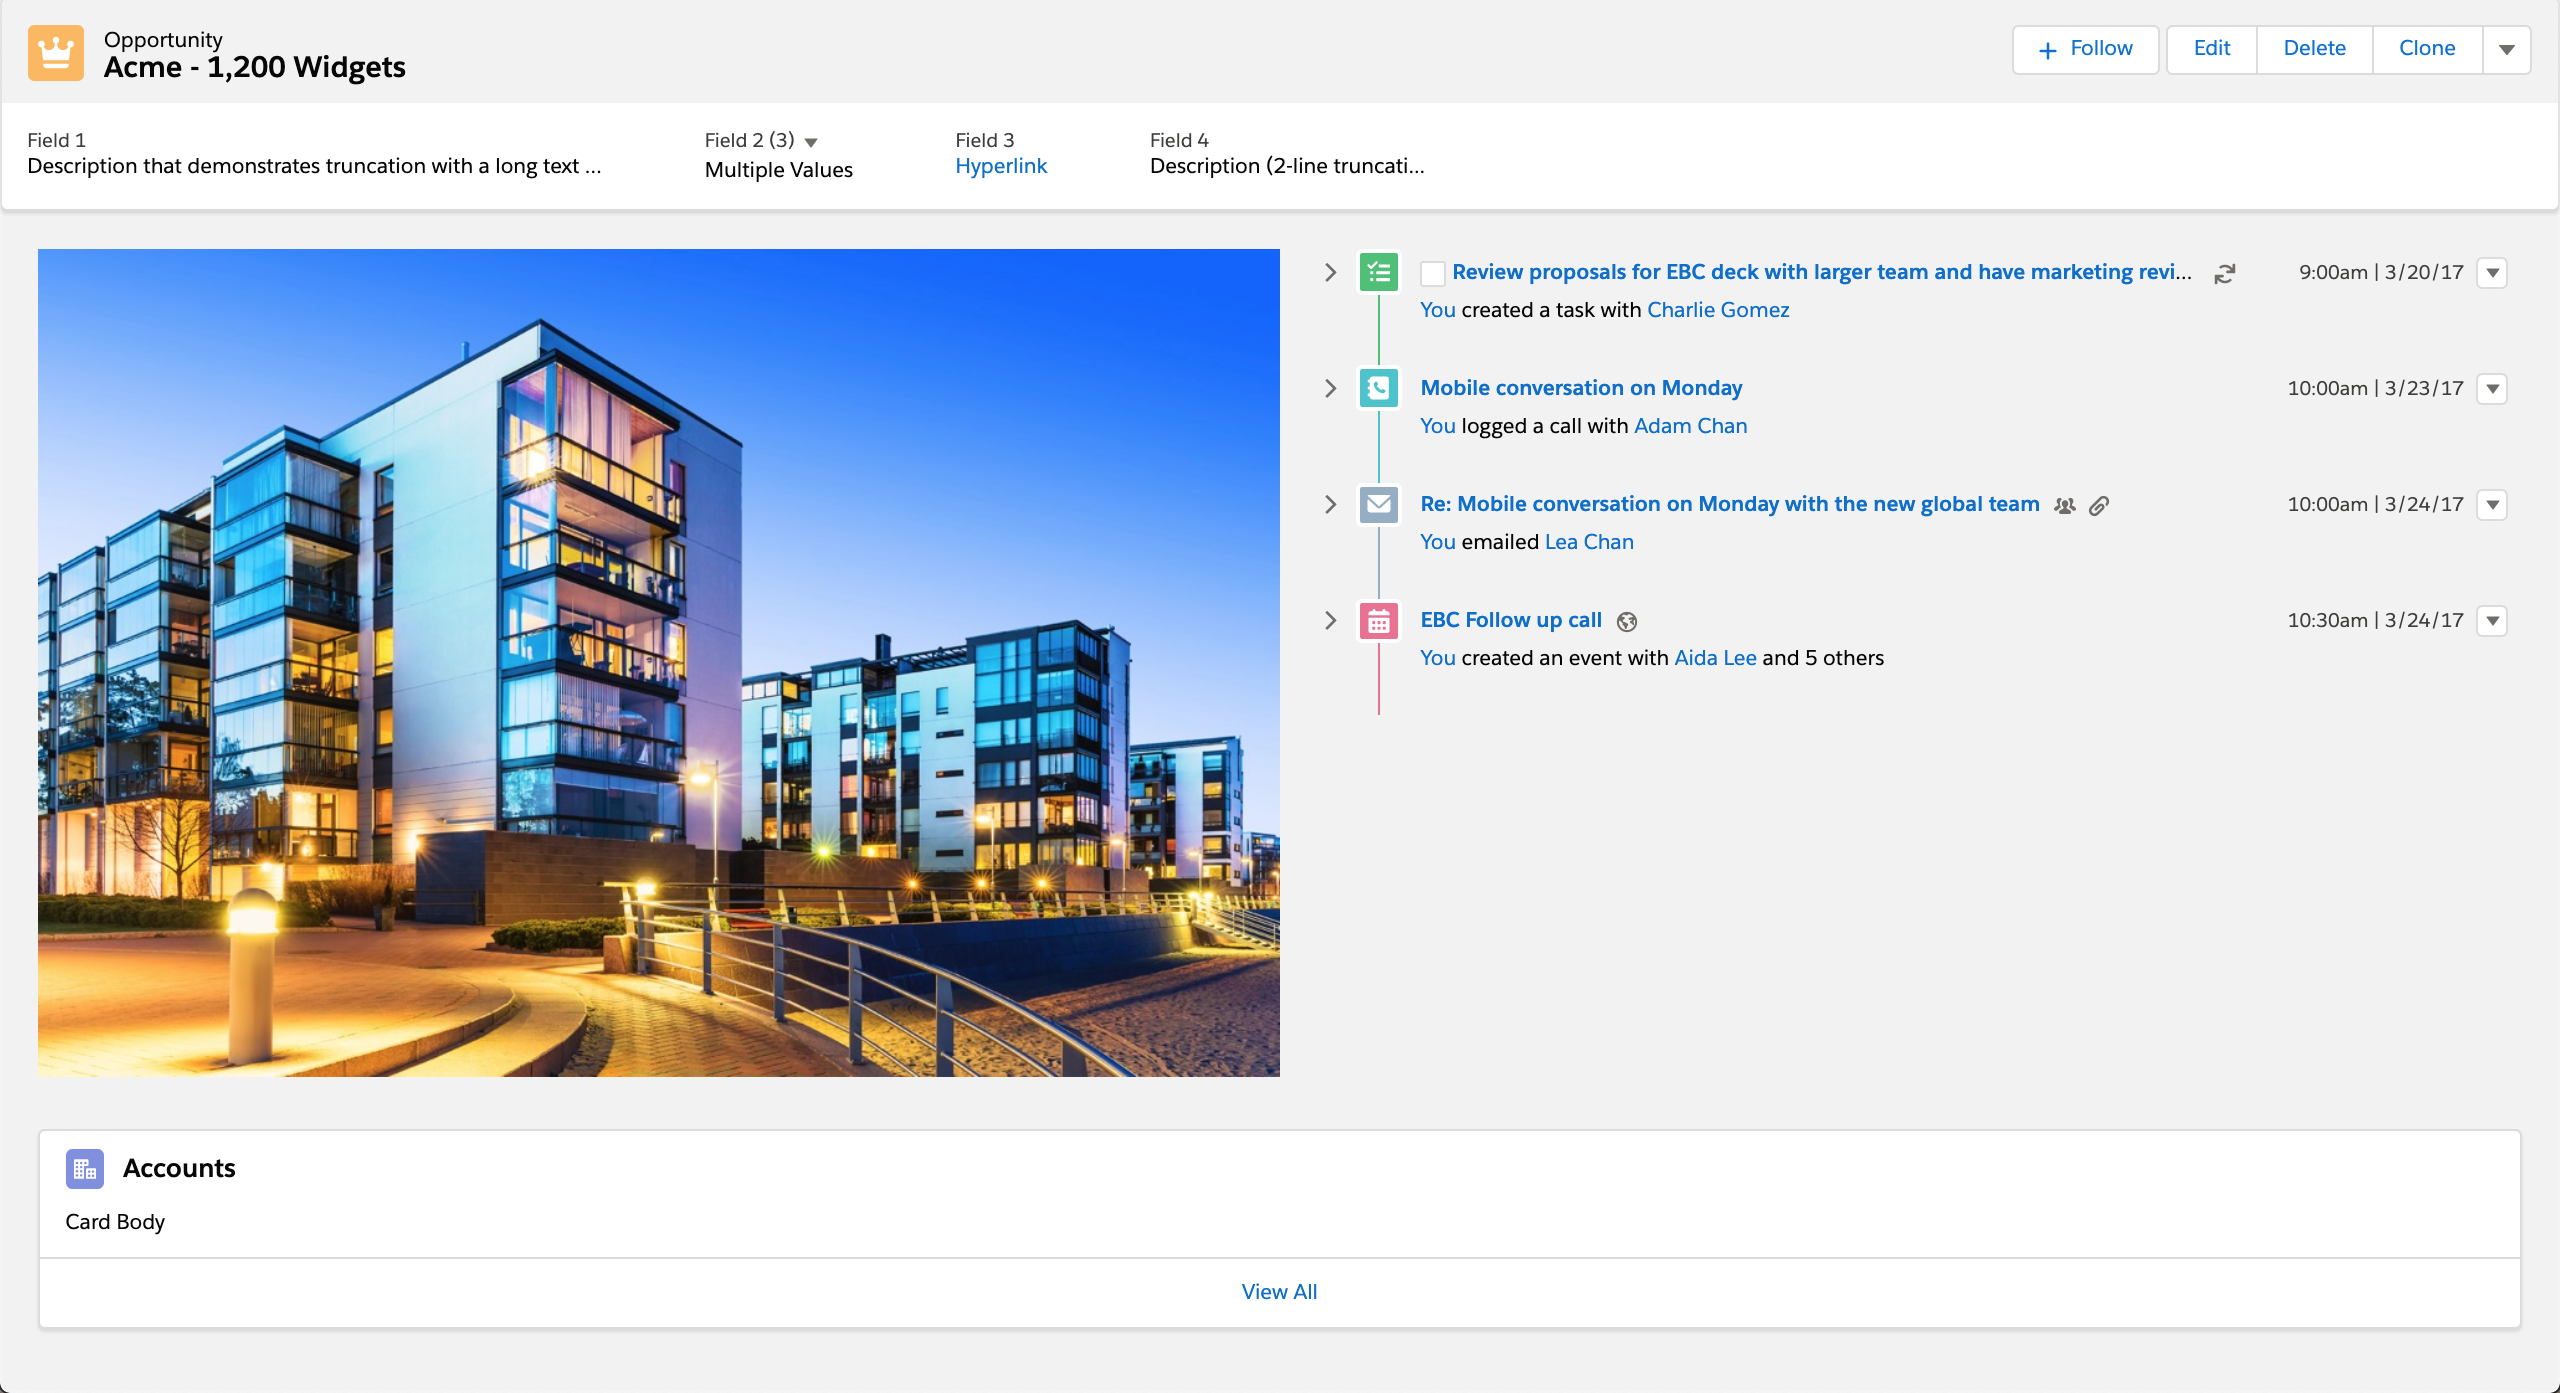 Opportunity
Acme - 1,200 Widgets
Follow
Edit
Delete
Clone
Field 1
Description that demonstrates truncation with a long text ...
Field 2 (3)
Multiple Values
Field 3
Hyperlink
Field 4
Description (2-line truncati...
Review proposals for EBC deck with larger team and have marketing revi...
9:00am | 3/20/17
You created a task with Charlie Gomez
Mobile conversation on Monday
10:00am | 3/23/17
You logged a call with Adam Chan
Re: Mobile conversation on Monday with the new global team
10:00am | 3/24/17
You emailed Lea Chan
EBC Follow up call
10:30am | 3/24/17
You created an event with Aida Lee and 5 others
Accounts
Card Body
View All